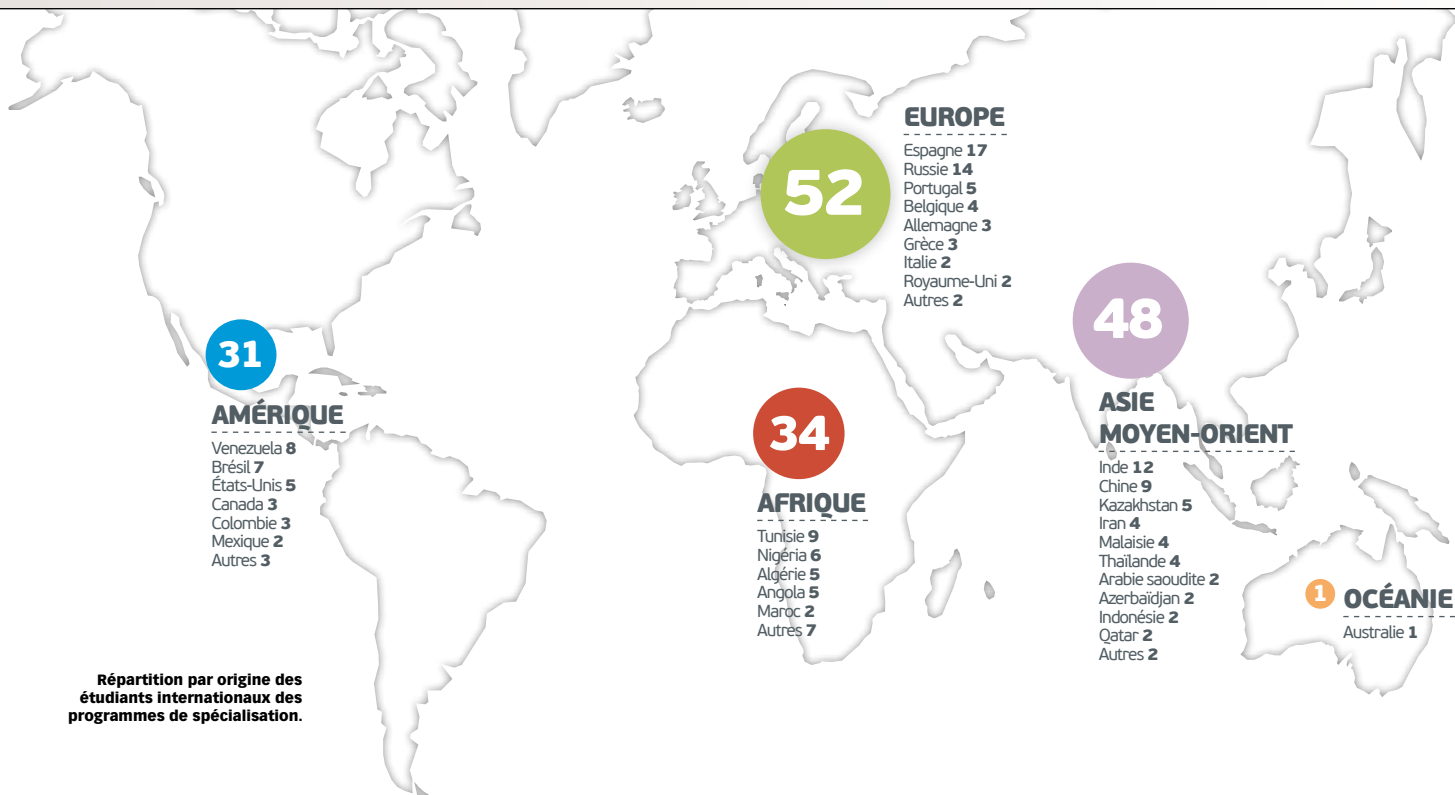 52
EUROPE
Espagne 17
Russie 14
Portugal 5
Belgique 4
Allemagne 3
Grèce 3
Italie 2
Royaume-Uni 2
Autres 2
31
AMÉRIQUE
Venezuela 8
Brésil 7
États-Unis 5
Canada 3
Colombie 3
Mexique 2
Autres 3
34
AFRIQUE
Tunisie 9
Nigéria 6
Algérie 5
Angola 5
Maroc 2
Autres 7
48
ASIE
MOYEN-ORIENT
Inde 12
Chine 9
Kazakhstan 5
Iran 4
Malaisie 4
Thaïlande 4
Arabie saoudite 2
Azerbaïdjan 2
Indonésie 2
Qatar 2
Autres 2
1 OCÉANIE
Australie 1
Répartition par origine des
étudiants internationaux des
programmes de spécialisation.